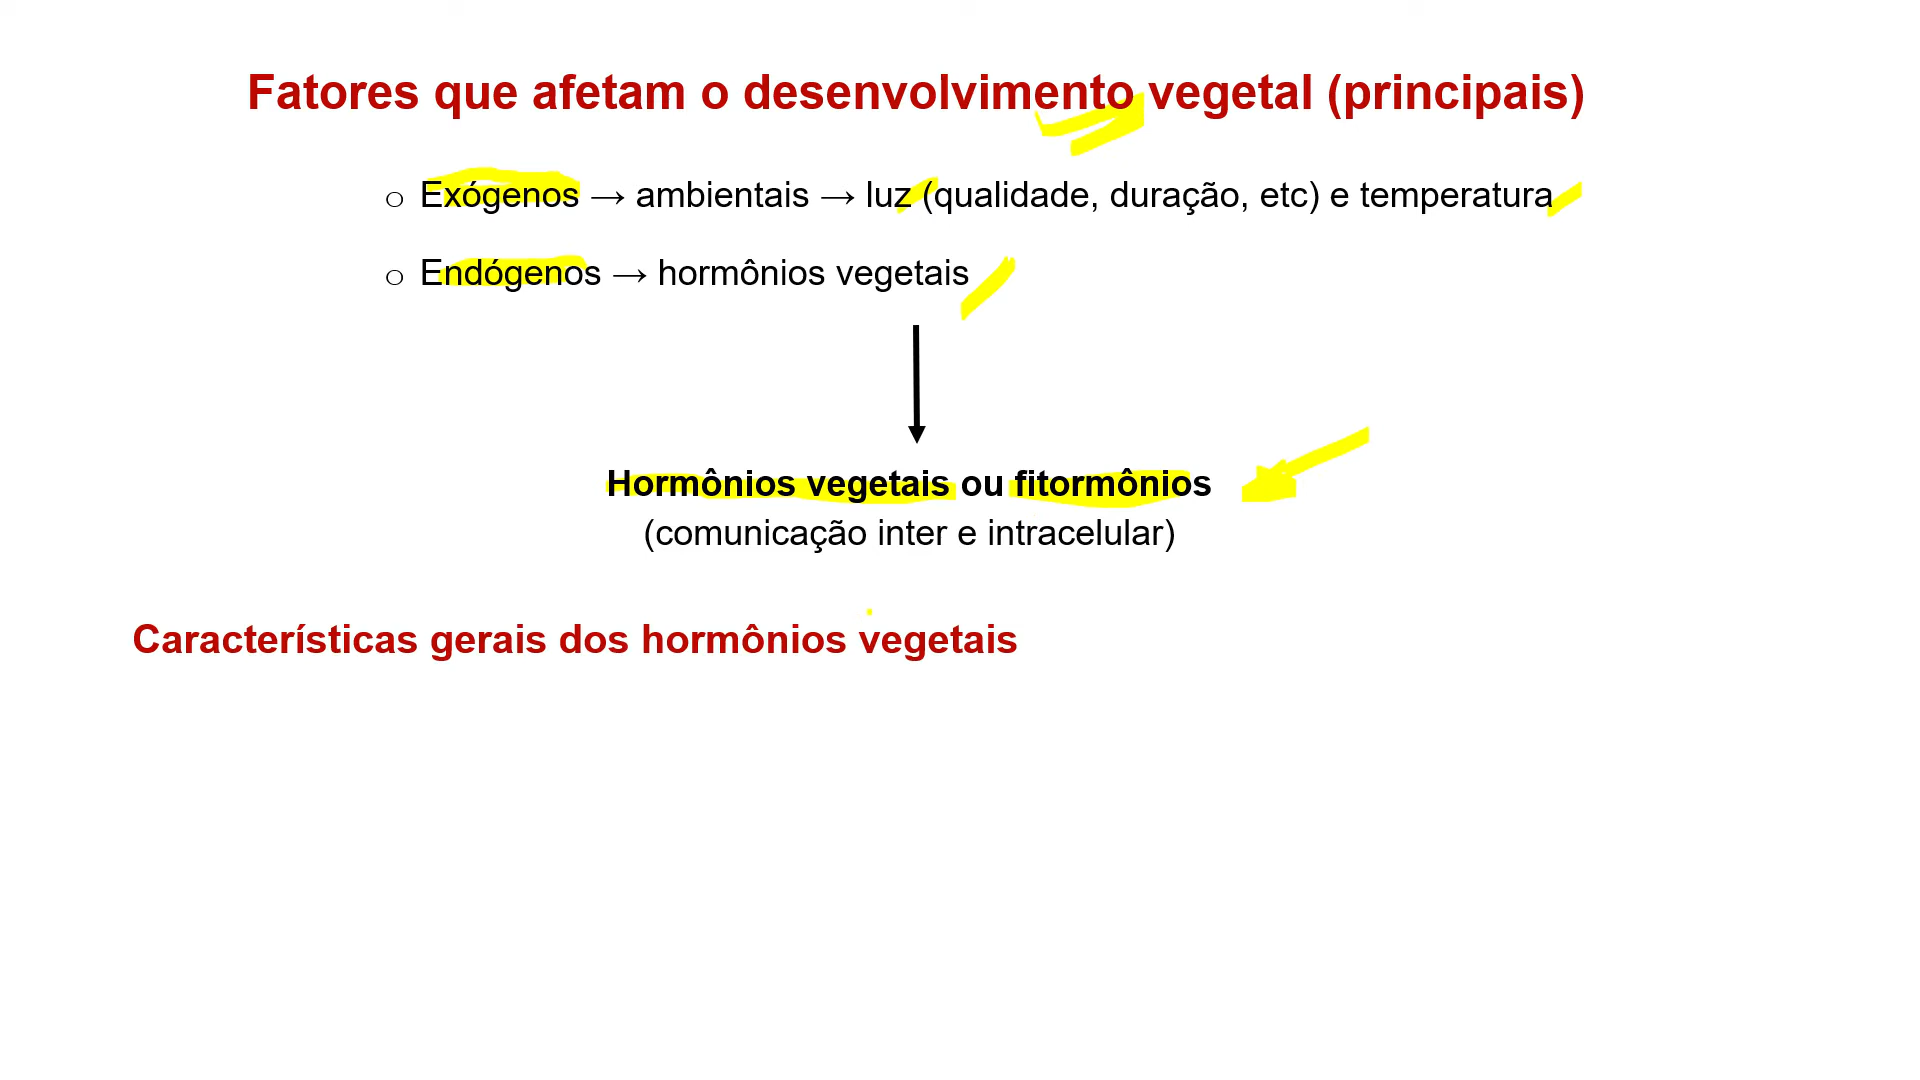 Fatores que afetam o desenvolvimento vegetal (principais)
o Exógenos → ambientais → luz (qualidade, duração, etc) e temperatura
o Endógenos → hormônios vegetais
Hormônios vegetais ou fitormônios
(comunicação inter e intracelular)
Características gerais dos hormônios vegetais